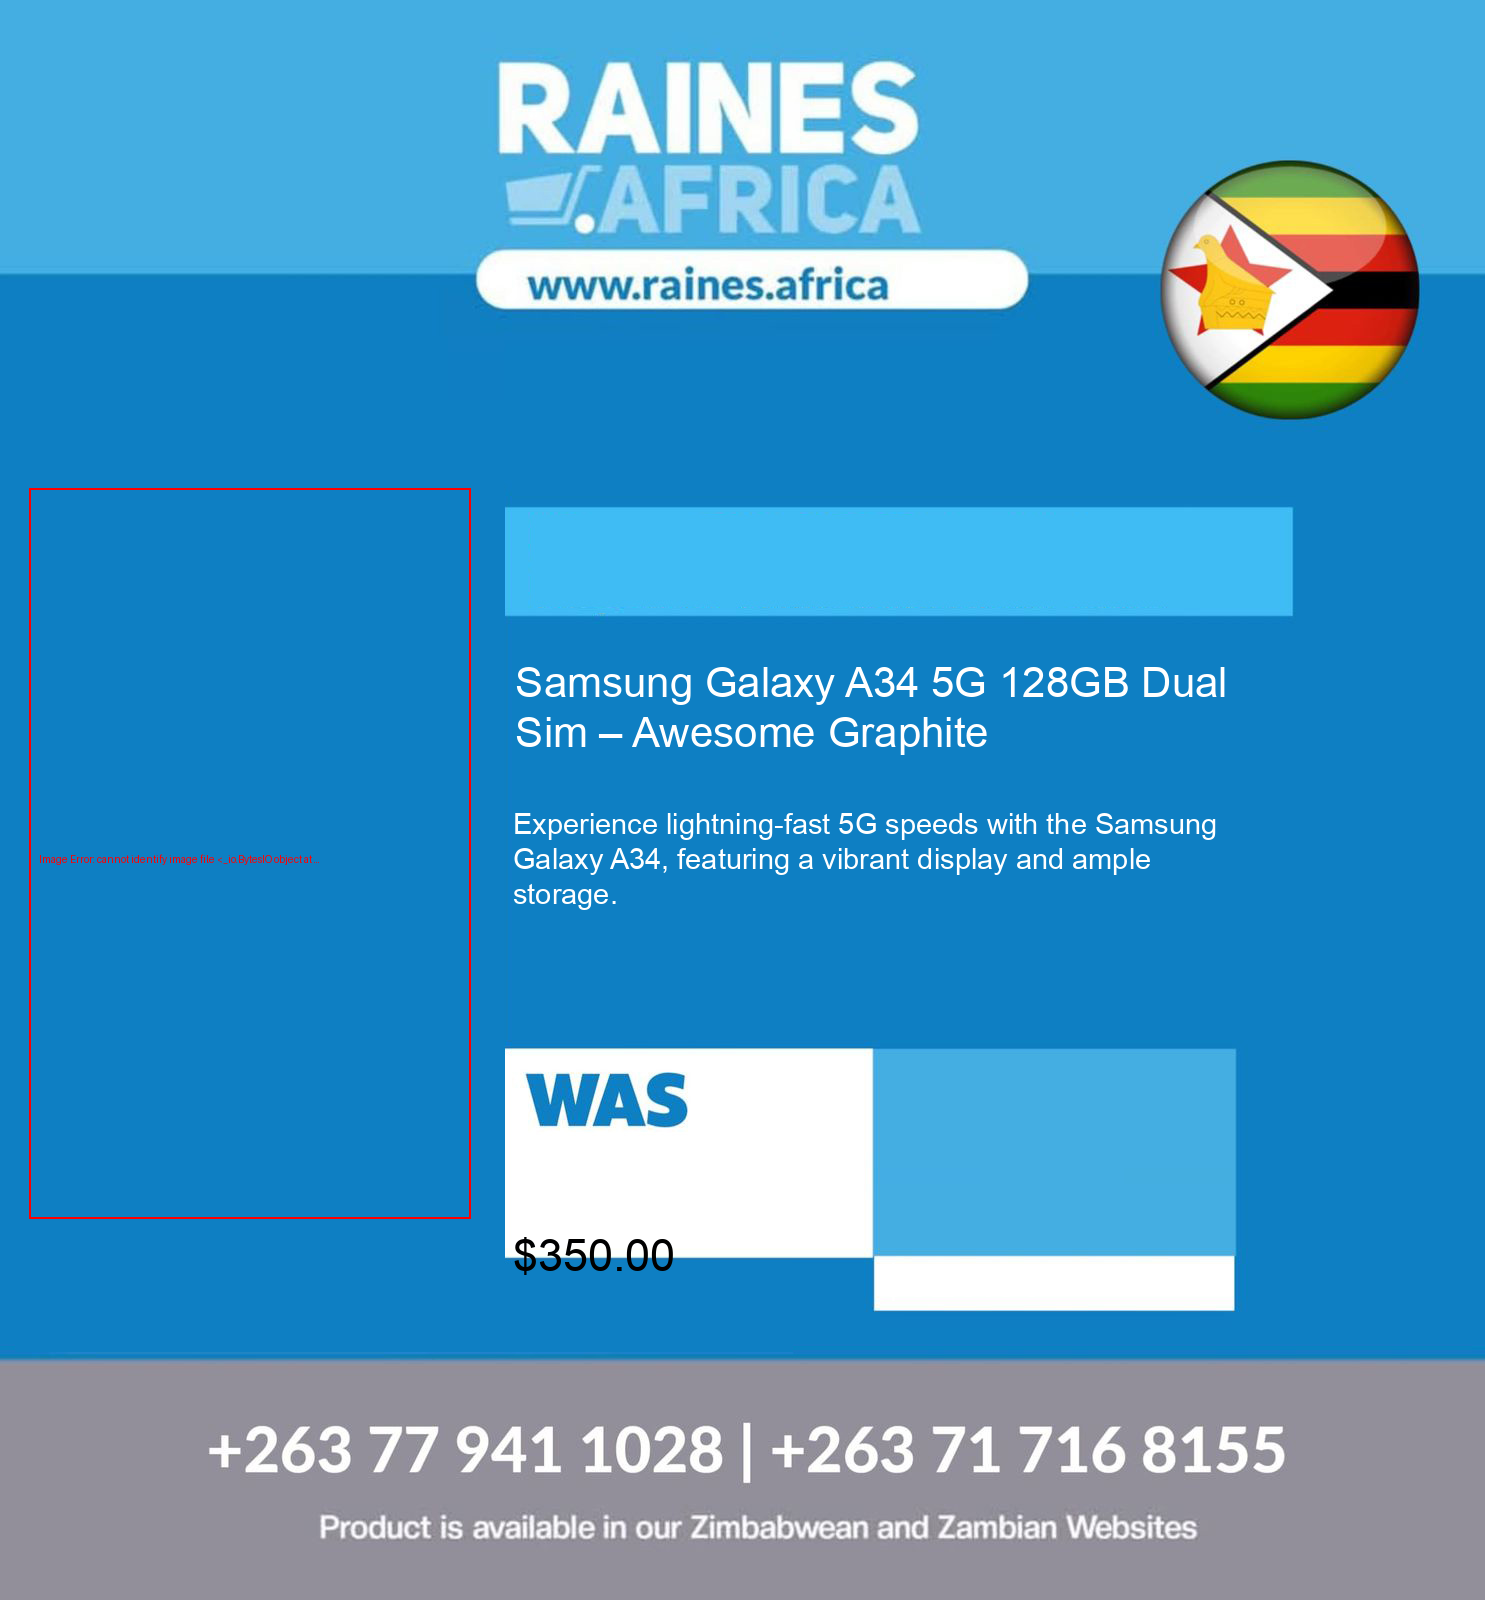 RAINES
.AFRICA
www.raines.africa
Samsung Galaxy A34 5G 128GB Dual
Sim – Awesome Graphite
Image Error: cannot identify image file <_io.BytesIO object at ...
Experience lightning-fast 5G speeds with the Samsung
Galaxy A34, featuring a vibrant display and ample
storage.
WAS
$350.00
+263 77 941 1028 | +263 71 716 8155
Product is available in our Zimbabwean and Zambian Websites